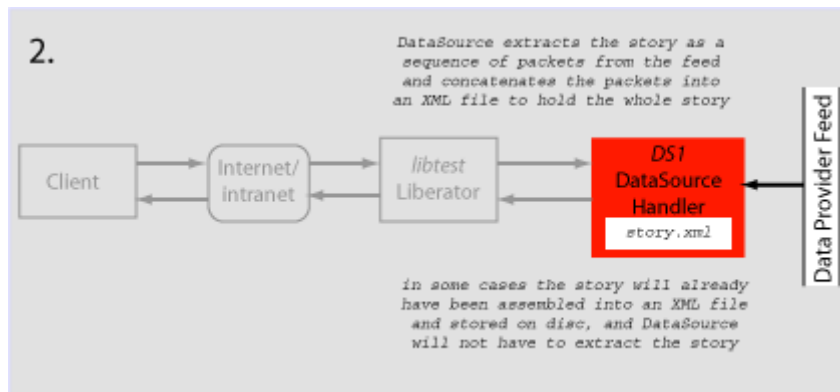 2.
DataSource extracts the story as a
sequence of packets from the feed
and concatenates the packets into
an XML file to hold the whole story
Client
Internet/
intranet
libtest
Liberator
DS1
DataSource
Handler
story.xml
Data Provider Feed
in some cases the story will already
have been assembled into an XML file
and stored on disc, and DataSource
will not have to extract the story